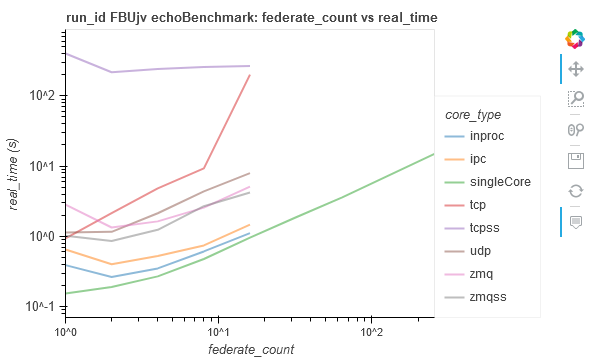 run_id FBUjv echoBenchmark: federate_count vs real_time
real_time (s)
10^2
10^1
10^0
10^-1
10^0
10^1
10^2
federate_count
core_type
inproc
ipc
singleCore
tcp
tcpss
udp
zmq
zmqss